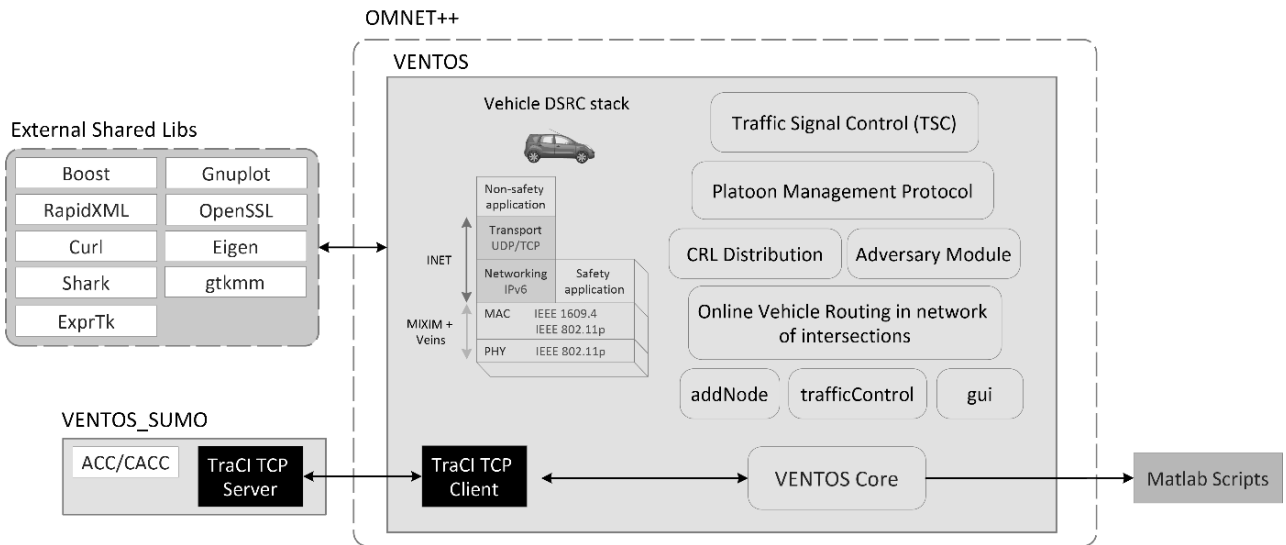 OMNET++
VENTOS
External Shared Libs
Boost
Gnuplot
RapidXML
OpenSSL
Curl
Eigen
Shark
gtkmm
ExprTk
Vehicle DSRC stack
Non-safety
application
Transport
UDP/TCP
INET
Networking
IPv6
Safety
application
MIXIM +
Veins
MAC IEEE 1609.4
IEEE 802.11p
PHY IEEE 802.11p
Traffic Signal Control (TSC)
Platoon Management Protocol
CRL Distribution
Adversary Module
Online Vehicle Routing in network
of intersections
addNode
trafficControl
gui
VENTOS_SUMO
ACC/CACC
TraCI TCP
Server
TraCI TCP
Client
VENTOS Core
Matlab Scripts